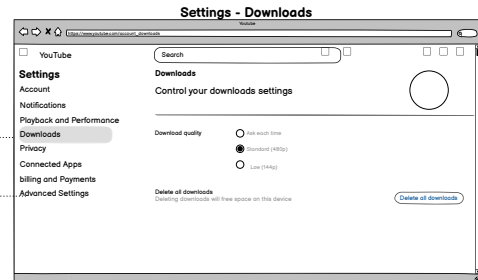 Settings - Downloads
Youtube
https://www.youtube.com/account_downloads
YouTube
Search
Settings
Downloads
Account
Control your downloads settings
Notifications
Playback and Performance
Downloads
Download quality
Ask each time
Privacy
Standard (480p)
Connected Apps
Low (144p)
billing and Payments
Advanced Settings
Delete all downloads
Deleting downloads will free space on this device
Delete all downloads